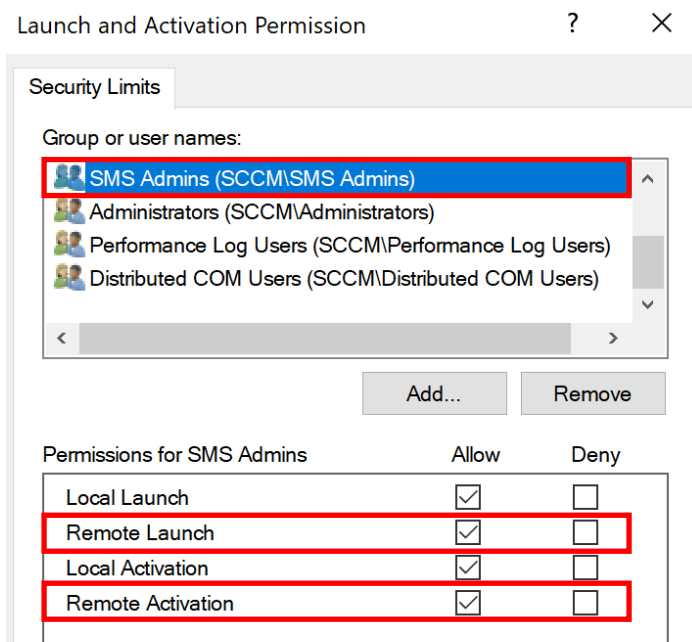 Launch and Activation Permission ?
Security Limits
Group or user names:
SMS Admins (SCCM\SMS Admins)
Administrators (SCCM\Administrators)
Performance Log Users (SCCM\Performance Log Users)
Distributed COM Users (SCCM\Distributed COM Users)
Add... Remove
Permissions for SMS Admins Allow Deny
Local Launch
Remote Launch
Local Activation
Remote Activation